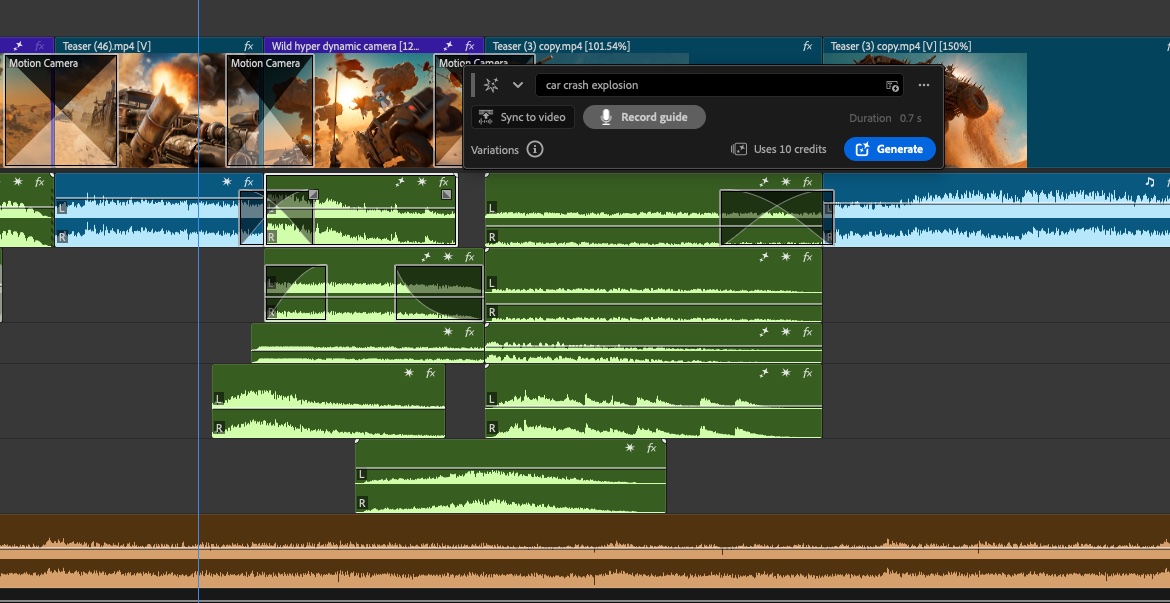 fx
Teaser (46).mp4 [V]
fx
Wild hyper dynamic camera [12...
fx
Teaser (3) copy.mp4 [101.54%]
fx
Teaser (3) copy.mp4 [V] [150%]
Motion Camera
Motion Camera
Motion Camera
car crash explosion
Sync to video
Record guide
Duration 0.7 s
Variations
Uses 10 credits
Generate
fx
fx
fx
fx
L
L
R
R
R
R
fx
fx
L
L
R
R
fx
fx
fx
fx
L
L
R
R
fx
L
R